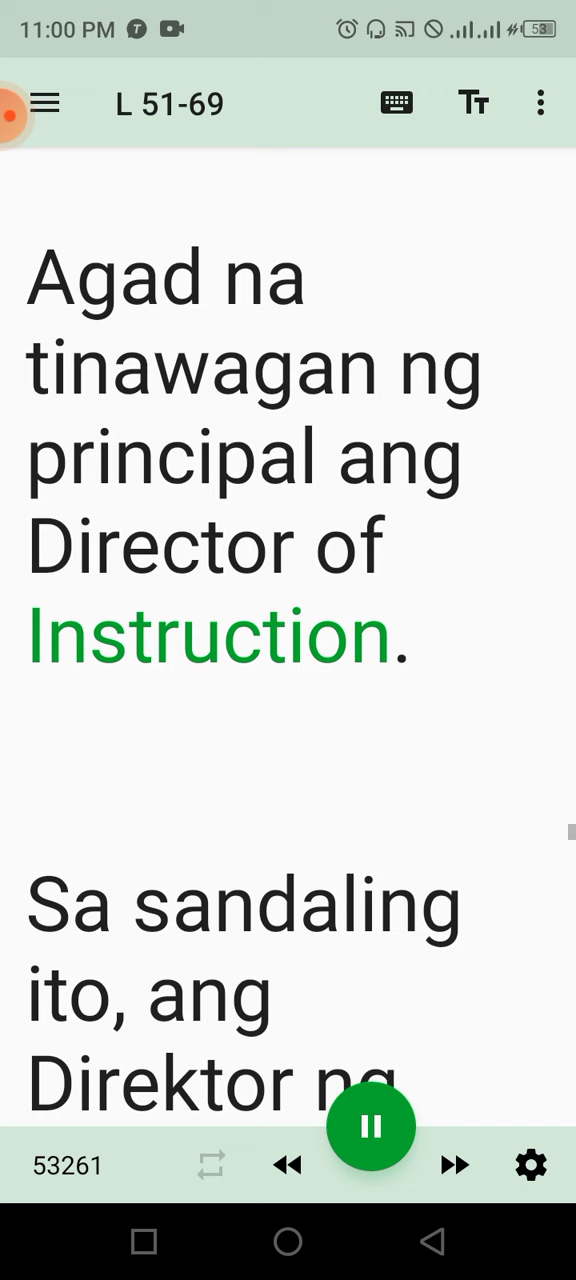 11:00 PM
53
L 51-69
Agad na
tinawagan ng
principal ang
Director of
Instruction.
Sa sandaling
ito, ang
Direktor ng
53261